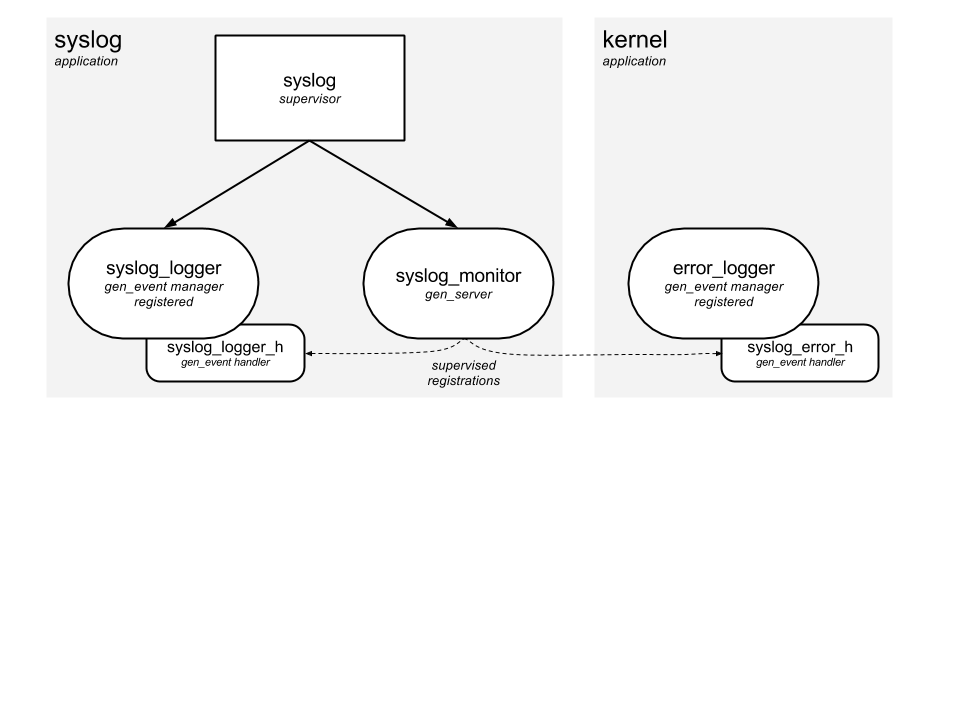 syslog
application
syslog
supervisor
kernel
application
syslog_logger
gen_event manager
registered
syslog_logger_h
gen_event handler
syslog_monitor
gen_server
supervised
registrations
error_logger
gen_event manager
registered
syslog_error_h
gen_event handler